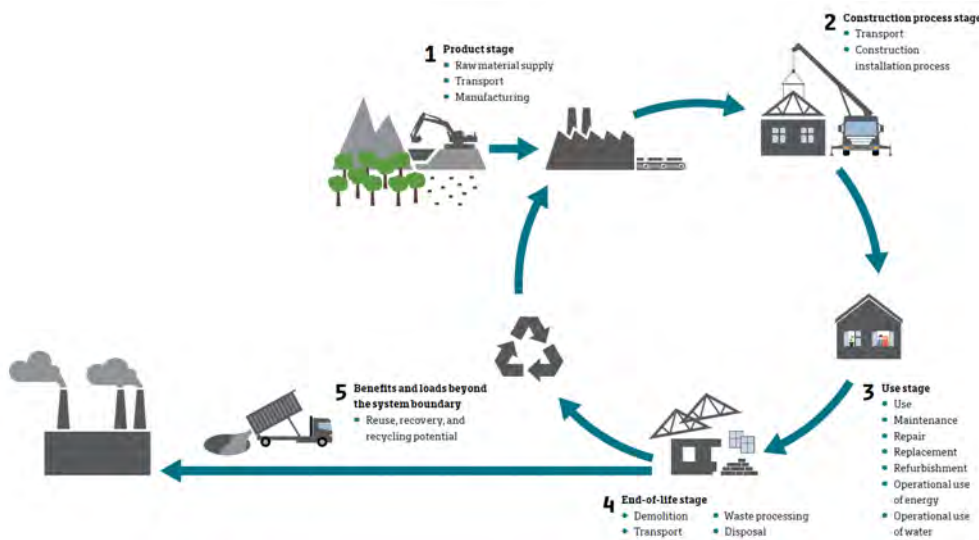 1 Product stage
Raw material supply
Transport
Manufacturing
2 Construction process stage
Transport
Construction
installation process
3 Use stage
Use
Maintenance
Repair
Replacement
Refurbishment
Operational use
of energy
Operational use
of water
4 End-of-life stage
Demolition
Transport
Waste processing
Disposal
5 Benefits and loads beyond
the system boundary
Reuse, recovery, and
recycling potential